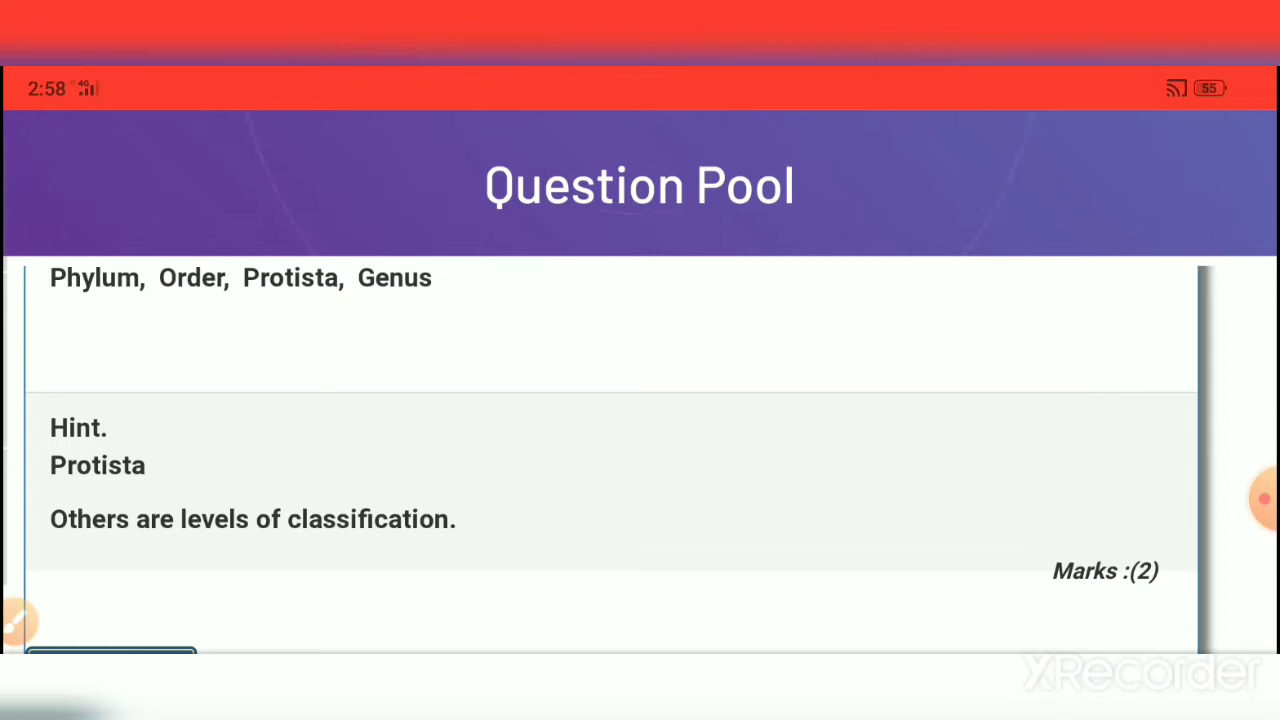 2:58 4G
55
Question Pool
Phylum, Order, Protista, Genus
Hint.
Protista
Others are levels of classification.
Marks :(2)
XRecorder